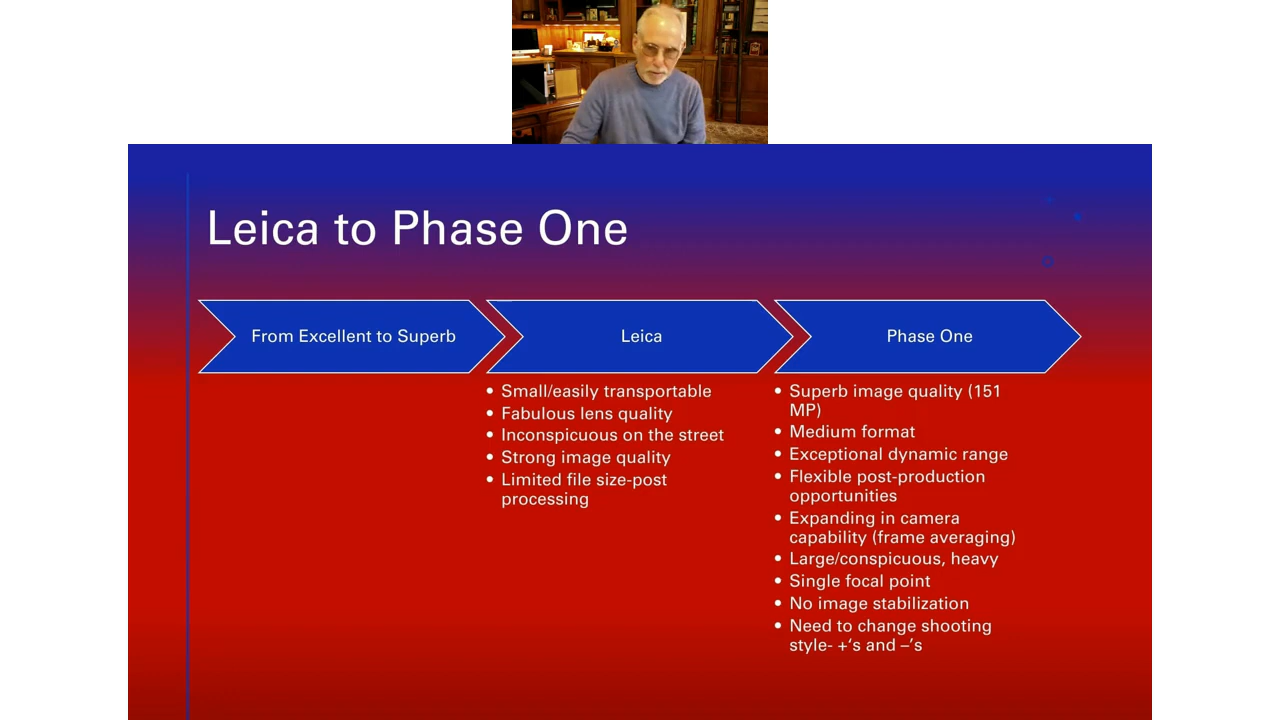 Leica to Phase One
From Excellent to Superb
Leica
Phase One
• Small/easily transportable
• Fabulous lens quality
• Inconspicuous on the street
• Strong image quality
• Limited file size-post
processing
• Superb image quality (151
MP)
• Medium format
• Exceptional dynamic range
• Flexible post-production
opportunities
• Expanding in camera
capability (frame averaging)
• Large/conspicuous, heavy
• Single focal point
• No image stabilization
• Need to change shooting
style- +‘s and –’s